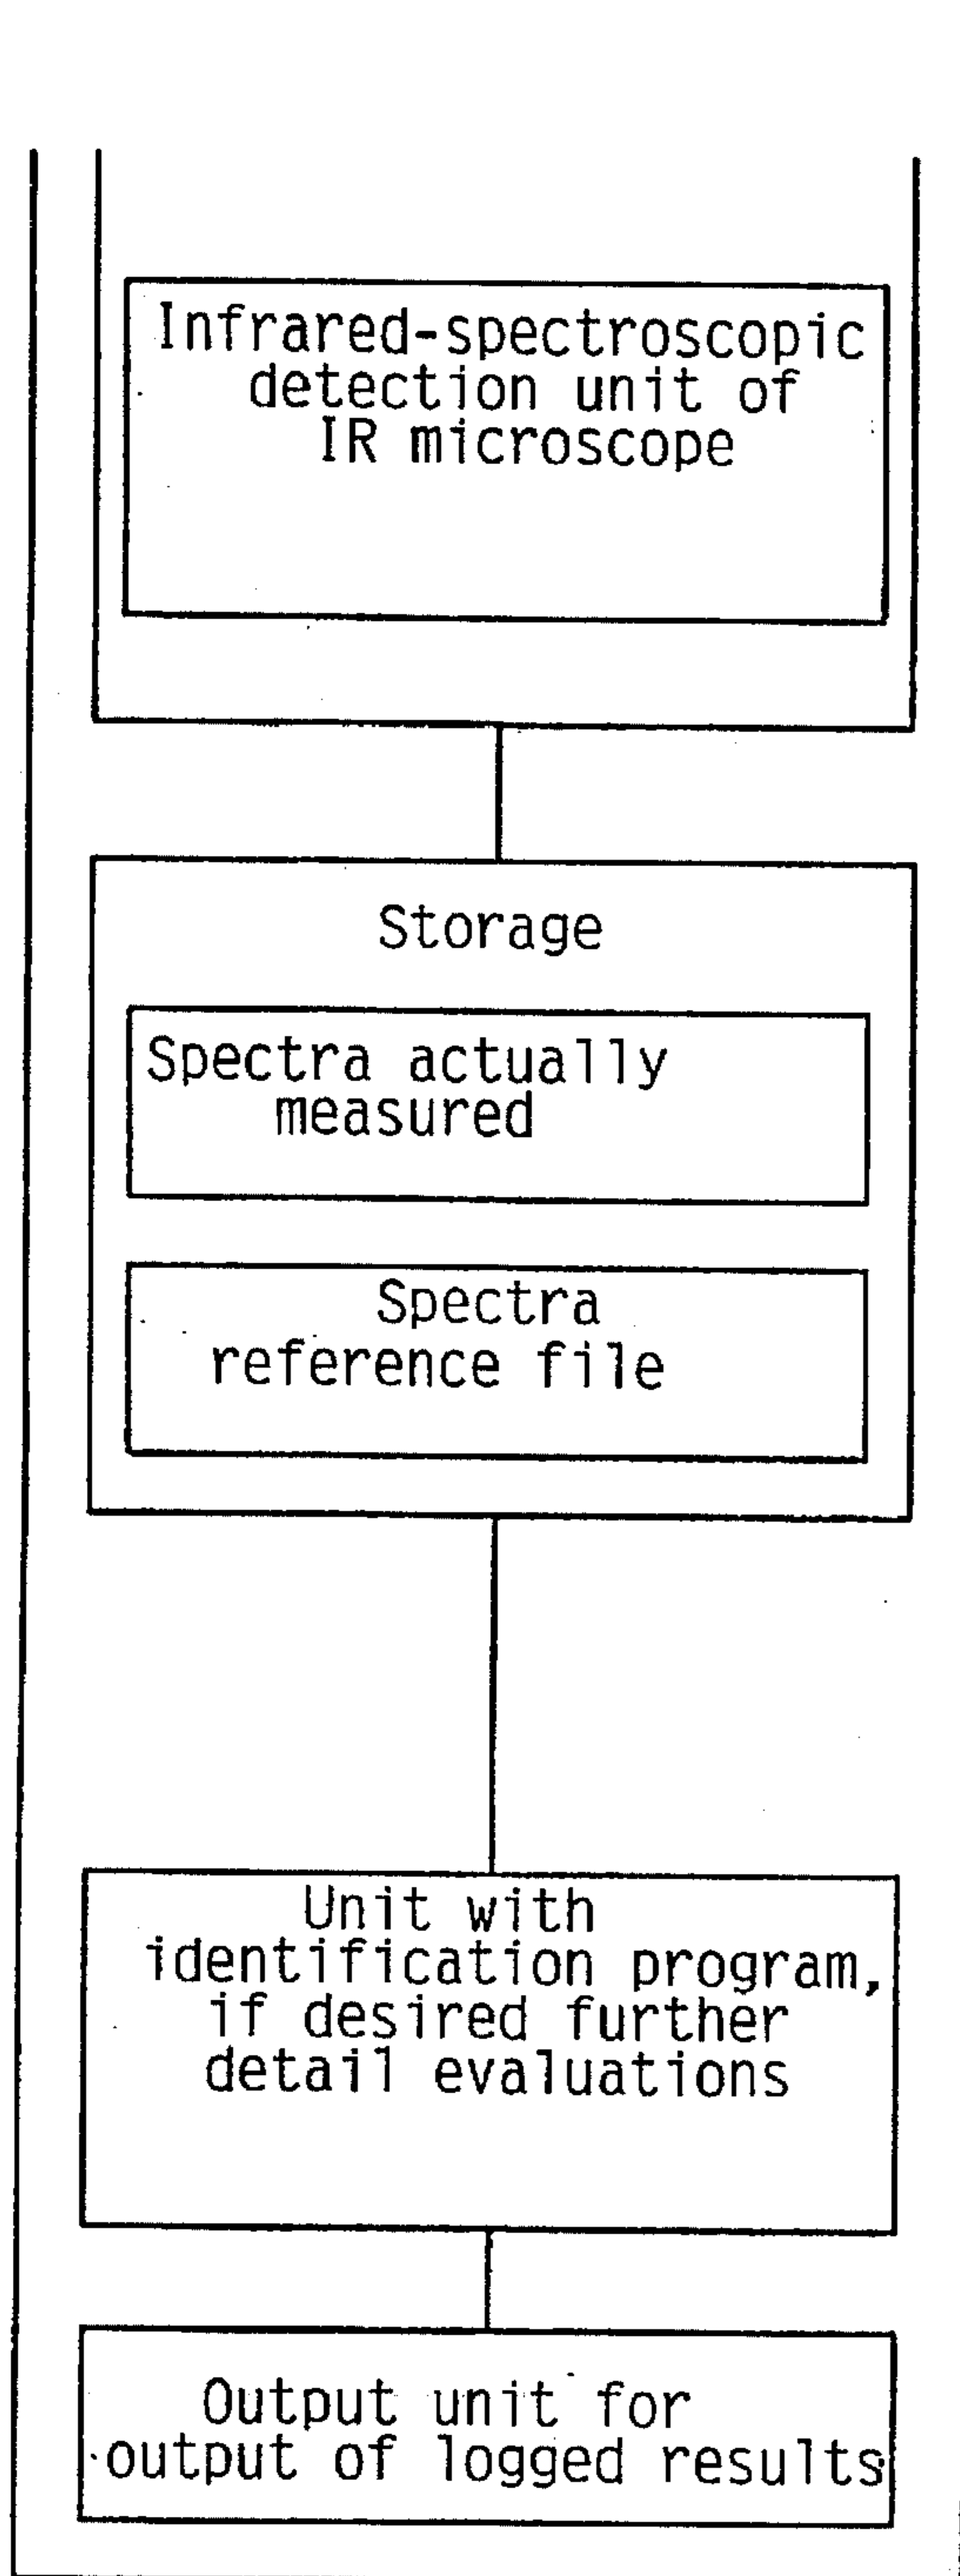 Infrared-spectroscopic
detection unit of
IR microscope
Storage
Spectra actually
measured
Spectra
reference file
Unit with
identification program,
if desired further
detail evaluations
Output unit for
output of logged results